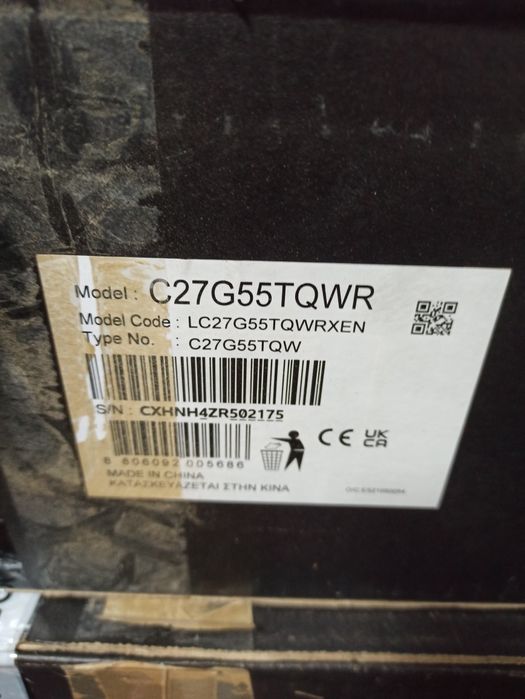 Model : C27G55TQWR
Model Code : LC27G55TQWRXEN
Type No. : C27G55TQW
S/N : CXHNH4ZR502175
8 806092 005686
CE UK CA
MADE IN CHINA
ΚΑΤΑΣΚΕΥΑΖΕΤΑΙ ΣΤΗΝ ΚΙΝΑ